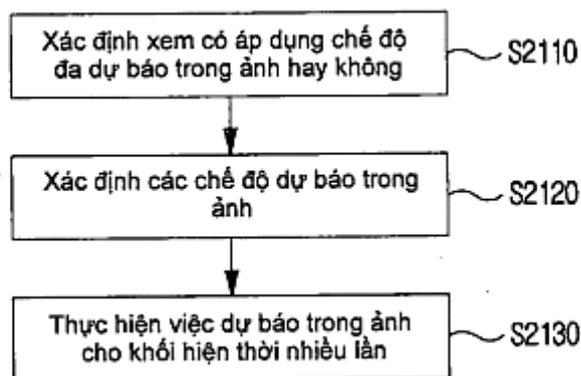 Xác định xem có áp dụng chế độ
đa dự báo trong ảnh hay không
S2110
Xác định các chế độ dự báo trong
ảnh
S2120
Thực hiện việc dự báo trong ảnh
cho khối hiện thời nhiều lần
S2130